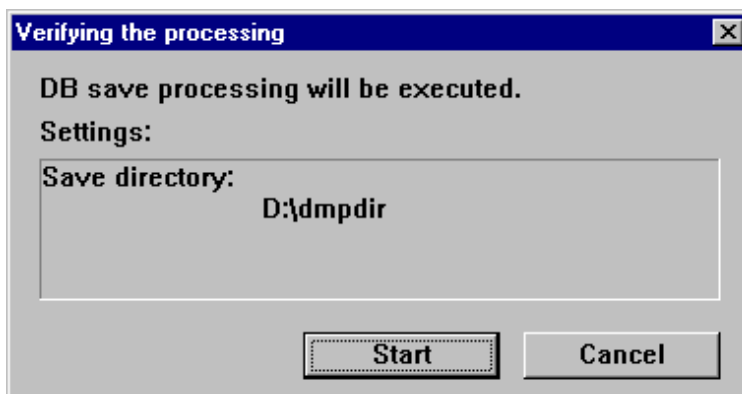 Verifying the processing
DB save processing will be executed.
Settings:
Save directory:
D:\dmpdir
Start Cancel